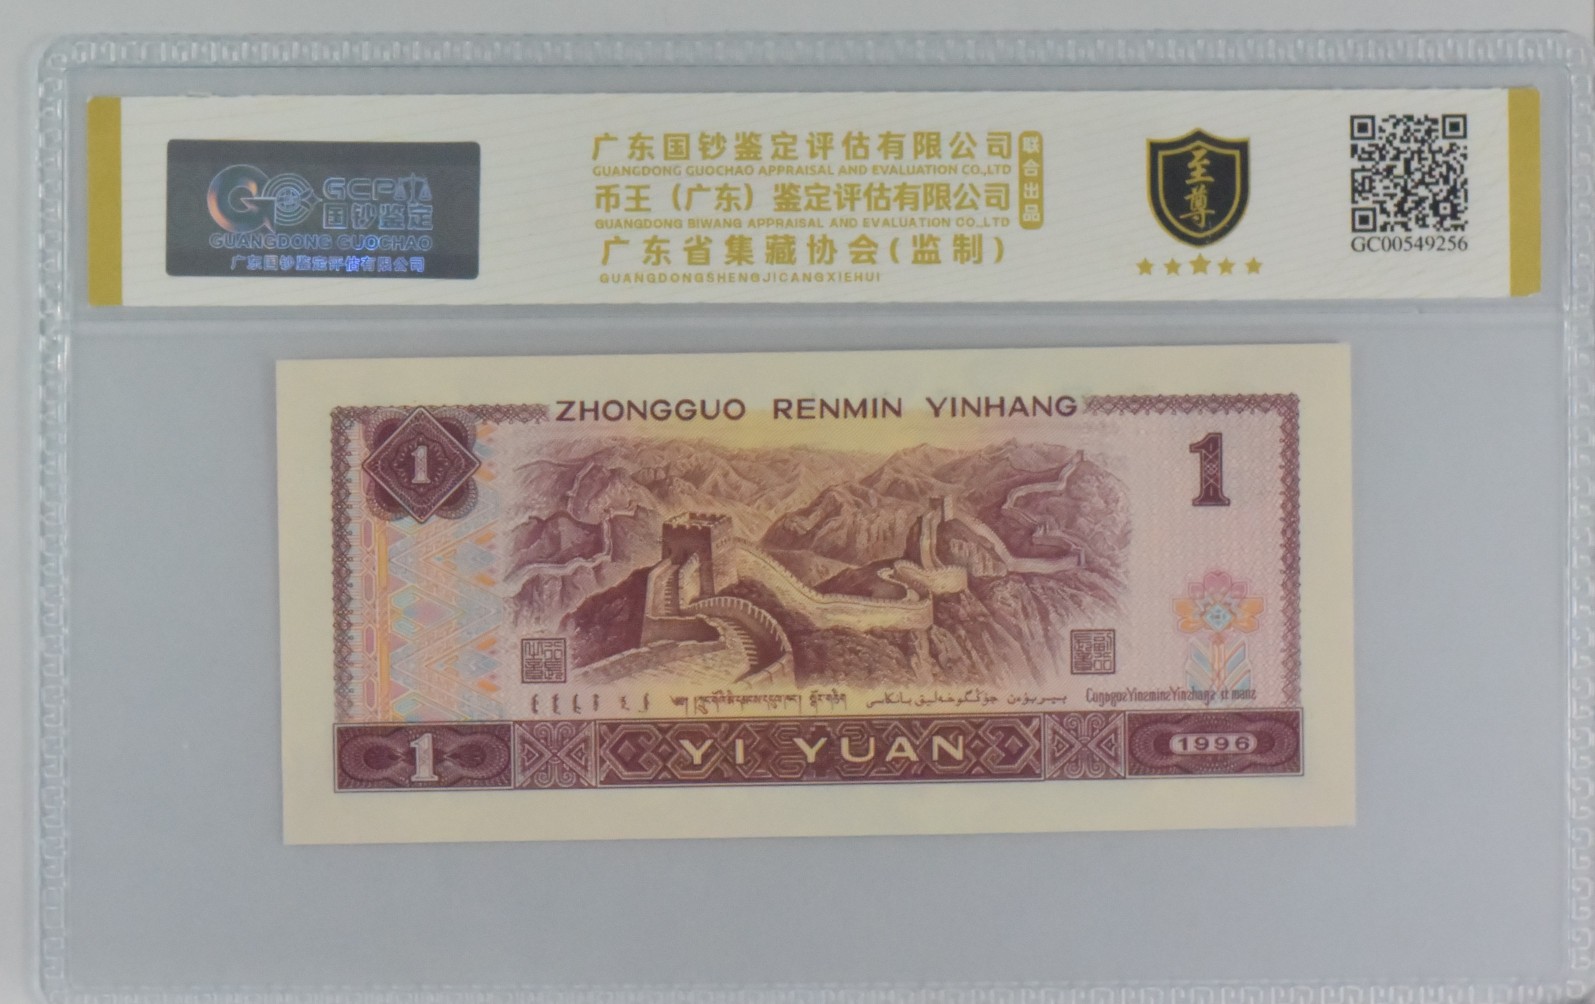 GCP
国钞鉴定
GUANGDONG GUOCHAO
广东国钞鉴定评估有限公司
广东国钞鉴定评估有限公司
GUANGDONG GUOCHAO APPRAISAL AND EVALUATION CO.,LTD
币王（广东）鉴定评估有限公司
GUANGDONG BIWANG APPRAISAL AND EVALUATION CO.,LTD
广东省集藏协会(监制)
GUANGDONGSHENGJICANGXIEHUI
联合出品
至尊
GC00549256
ZHONGGUO RENMIN YINHANG
1
1
1
YI YUAN
1996